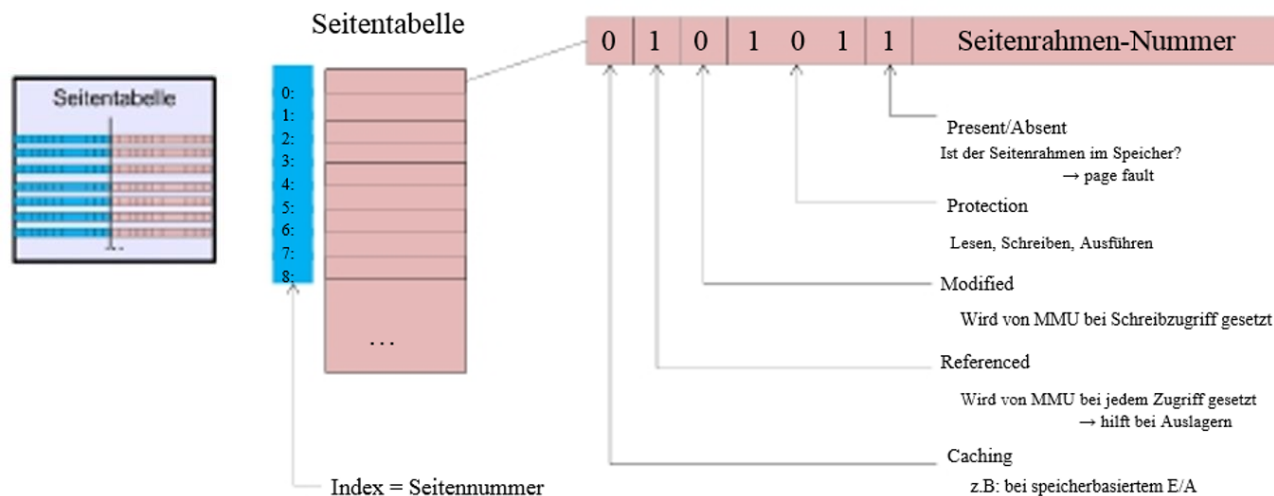 Seitentabelle
0 1 0 1 0 1 1 Seitenrahmen-Nummer
Seitentabelle
...
0:
1:
2:
3:
4:
5:
6:
7:
8:
...
Index = Seitennummer
Present/Absent
Ist der Seitenrahmen im Speicher?
→ page fault
Protection
Lesen, Schreiben, Ausführen
Modified
Wird von MMU bei Schreibzugriff gesetzt
Referenced
Wird von MMU bei jedem Zugriff gesetzt
→ hilft bei Auslagern
Caching
z.B: bei speicherbasiertem E/A